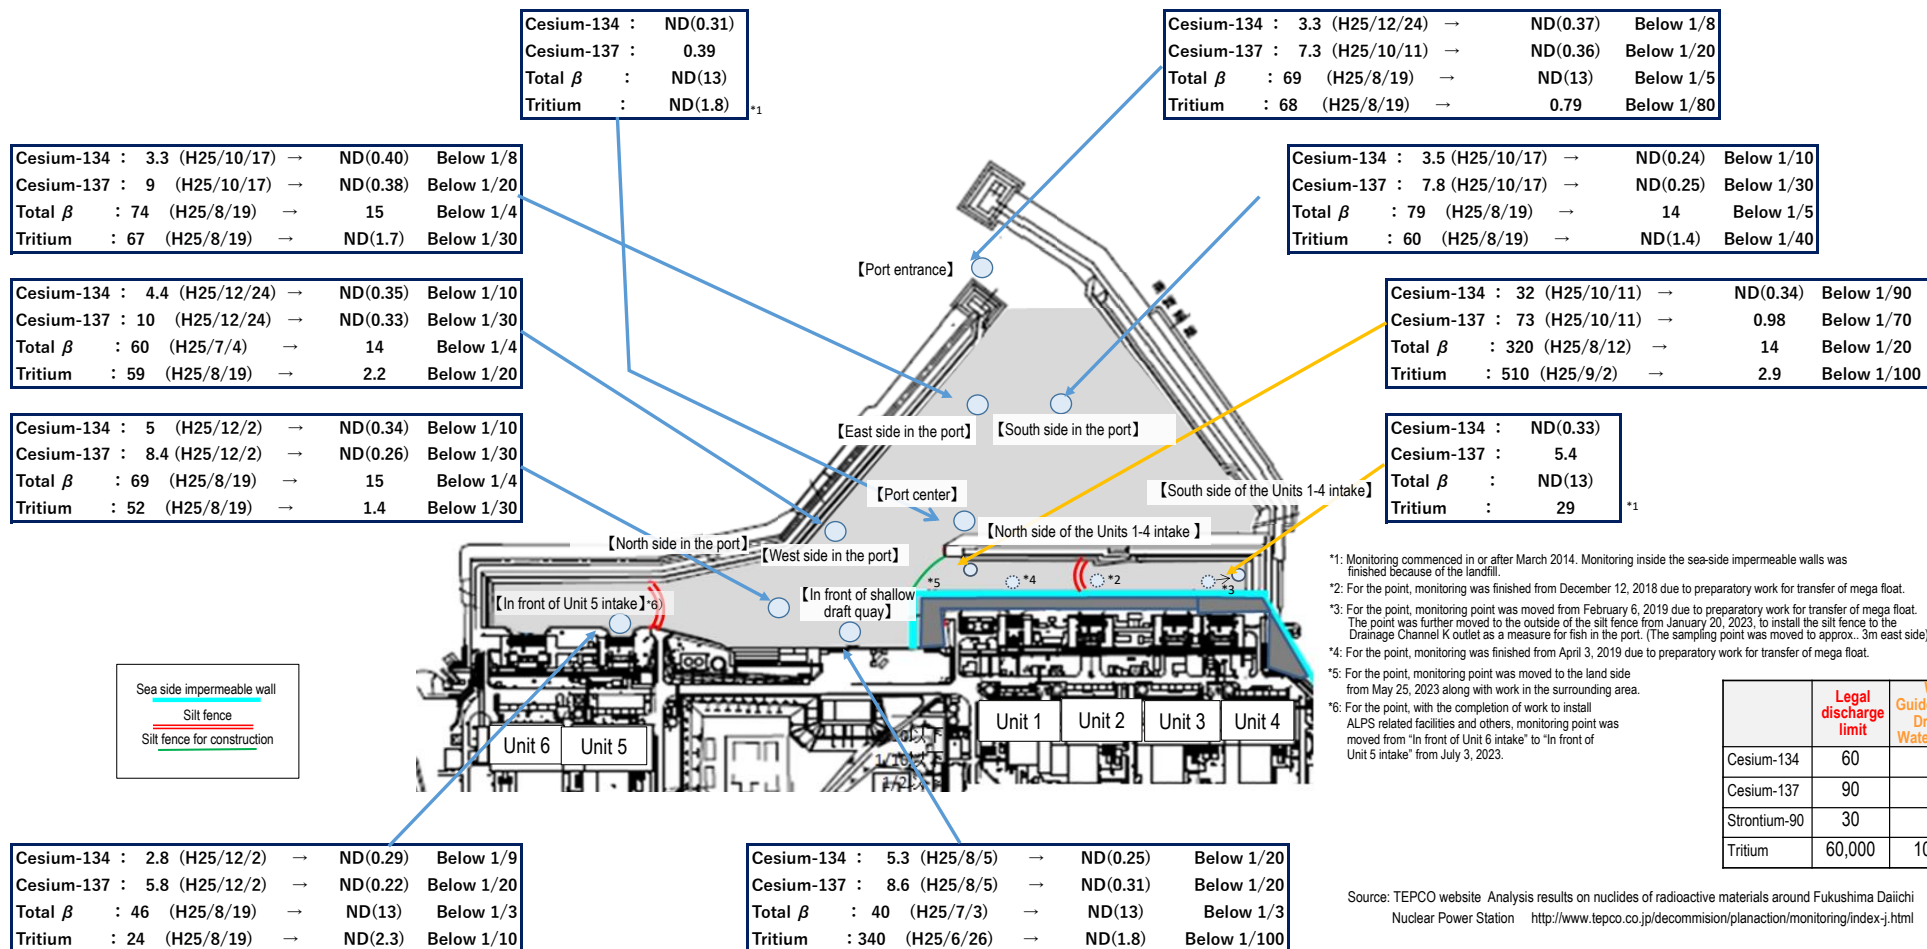 Cesium-134 : ND(0.31)
Cesium-137 : 0.39
Total β : ND(13)
Tritium : ND(1.8) *1
Cesium-134 : 3.3 (H25/12/24) → ND(0.37) Below 1/8
Cesium-137 : 7.3 (H25/10/11) → ND(0.36) Below 1/20
Total β : 69 (H25/8/19) → ND(13) Below 1/5
Tritium : 68 (H25/8/19) → 0.79 Below 1/80
Cesium-134 : 3.3 (H25/10/17) → ND(0.40) Below 1/8
Cesium-137 : 9 (H25/10/17) → ND(0.38) Below 1/20
Total β : 74 (H25/8/19) → 15 Below 1/4
Tritium : 67 (H25/8/19) → ND(1.7) Below 1/30
Cesium-134 : 3.5 (H25/10/17) → ND(0.24) Below 1/10
Cesium-137 : 7.8 (H25/10/17) → ND(0.25) Below 1/30
Total β : 79 (H25/8/19) → 14 Below 1/5
Tritium : 60 (H25/8/19) → ND(1.4) Below 1/40
Cesium-134 : 4.4 (H25/12/24) → ND(0.35) Below 1/10
Cesium-137 : 10 (H25/12/24) → ND(0.33) Below 1/30
Total β : 60 (H25/7/4) → 14 Below 1/4
Tritium : 59 (H25/8/19) → 2.2 Below 1/20
Cesium-134 : 32 (H25/10/11) → ND(0.34) Below 1/90
Cesium-137 : 73 (H25/10/11) → 0.98 Below 1/70
Total β : 320 (H25/8/12) → 14 Below 1/20
Tritium : 510 (H25/9/2) → 2.9 Below 1/100
Cesium-134 : 5 (H25/12/2) → ND(0.34) Below 1/10
Cesium-137 : 8.4 (H25/12/2) → ND(0.26) Below 1/30
Total β : 69 (H25/8/19) → 15 Below 1/4
Tritium : 52 (H25/8/19) → 1.4 Below 1/30
Cesium-134 : ND(0.33)
Cesium-137 : 5.4
Total β : ND(13)
Tritium : 29 *1
【Port entrance】
【East side in the port】
【South side in the port】
【Port center】
【South side of the Units 1-4 intake】
【North side of the Units 1-4 intake 】
【North side in the port】
【West side in the port】
*5 *4 *2 *3
【In front of Unit 5 intake】*6)
【In front of shallow
draft quay】
Unit 6 Unit 5 Unit 1 Unit 2 Unit 3 Unit 4
Sea side impermeable wall
Silt fence
Silt fence for construction
*1: Monitoring commenced in or after March 2014. Monitoring inside the sea-side impermeable walls was
finished because of the landfill.
*2: For the point, monitoring was finished from December 12, 2018 due to preparatory work for transfer of mega float.
*3: For the point, monitoring point was moved from February 6, 2019 due to preparatory work for transfer of mega float.
The point was further moved to the outside of the silt fence from January 20, 2023, to install the silt fence to the
Drainage Channel K outlet as a measure for fish in the port. (The sampling point was moved to approx.. 3m east side)
*4: For the point, monitoring was finished from April 3, 2019 due to preparatory work for transfer of mega float.
*5: For the point, monitoring point was moved to the land side
from May 25, 2023 along with work in the surrounding area.
*6: For the point, with the completion of work to install
ALPS related facilities and others, monitoring point was
moved from “In front of Unit 6 intake” to “In front of
Unit 5 intake” from July 3, 2023.
Legal
discharge
limit
Cesium-134 60
Cesium-137 90
Strontium-90 30
Tritium 60,000
Cesium-134 : 2.8 (H25/12/2) → ND(0.29) Below 1/9
Cesium-137 : 5.8 (H25/12/2) → ND(0.22) Below 1/20
Total β : 46 (H25/8/19) → ND(13) Below 1/3
Tritium : 24 (H25/8/19) → ND(2.3) Below 1/10
Cesium-134 : 5.3 (H25/8/5) → ND(0.25) Below 1/20
Cesium-137 : 8.6 (H25/8/5) → ND(0.31) Below 1/20
Total β : 40 (H25/7/3) → ND(13) Below 1/3
Tritium : 340 (H25/6/26) → ND(1.8) Below 1/100
Source: TEPCO website Analysis results on nuclides of radioactive materials around Fukushima Daiichi
Nuclear Power Station http://www.tepco.co.jp/decommision/planaction/monitoring/index-j.html